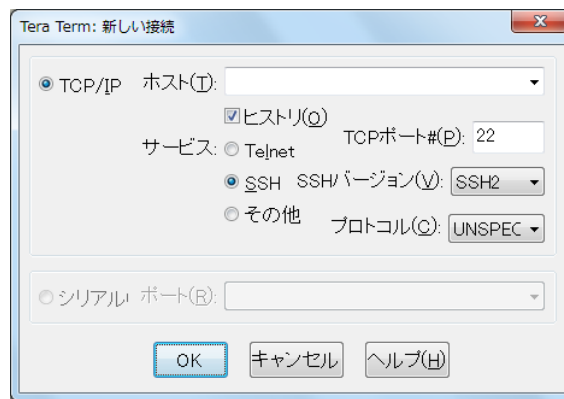 Tera Term: 新しい接続
TCP/IP ホスト(T):
ヒストリ(O)
サービス: Telnet TCPポート#(P): 22
SSH SSHバージョン(V): SSH2
その他 プロトコル(C): UNSPEC
シリアル ポート(R):
OK キャンセル ヘルプ(H)